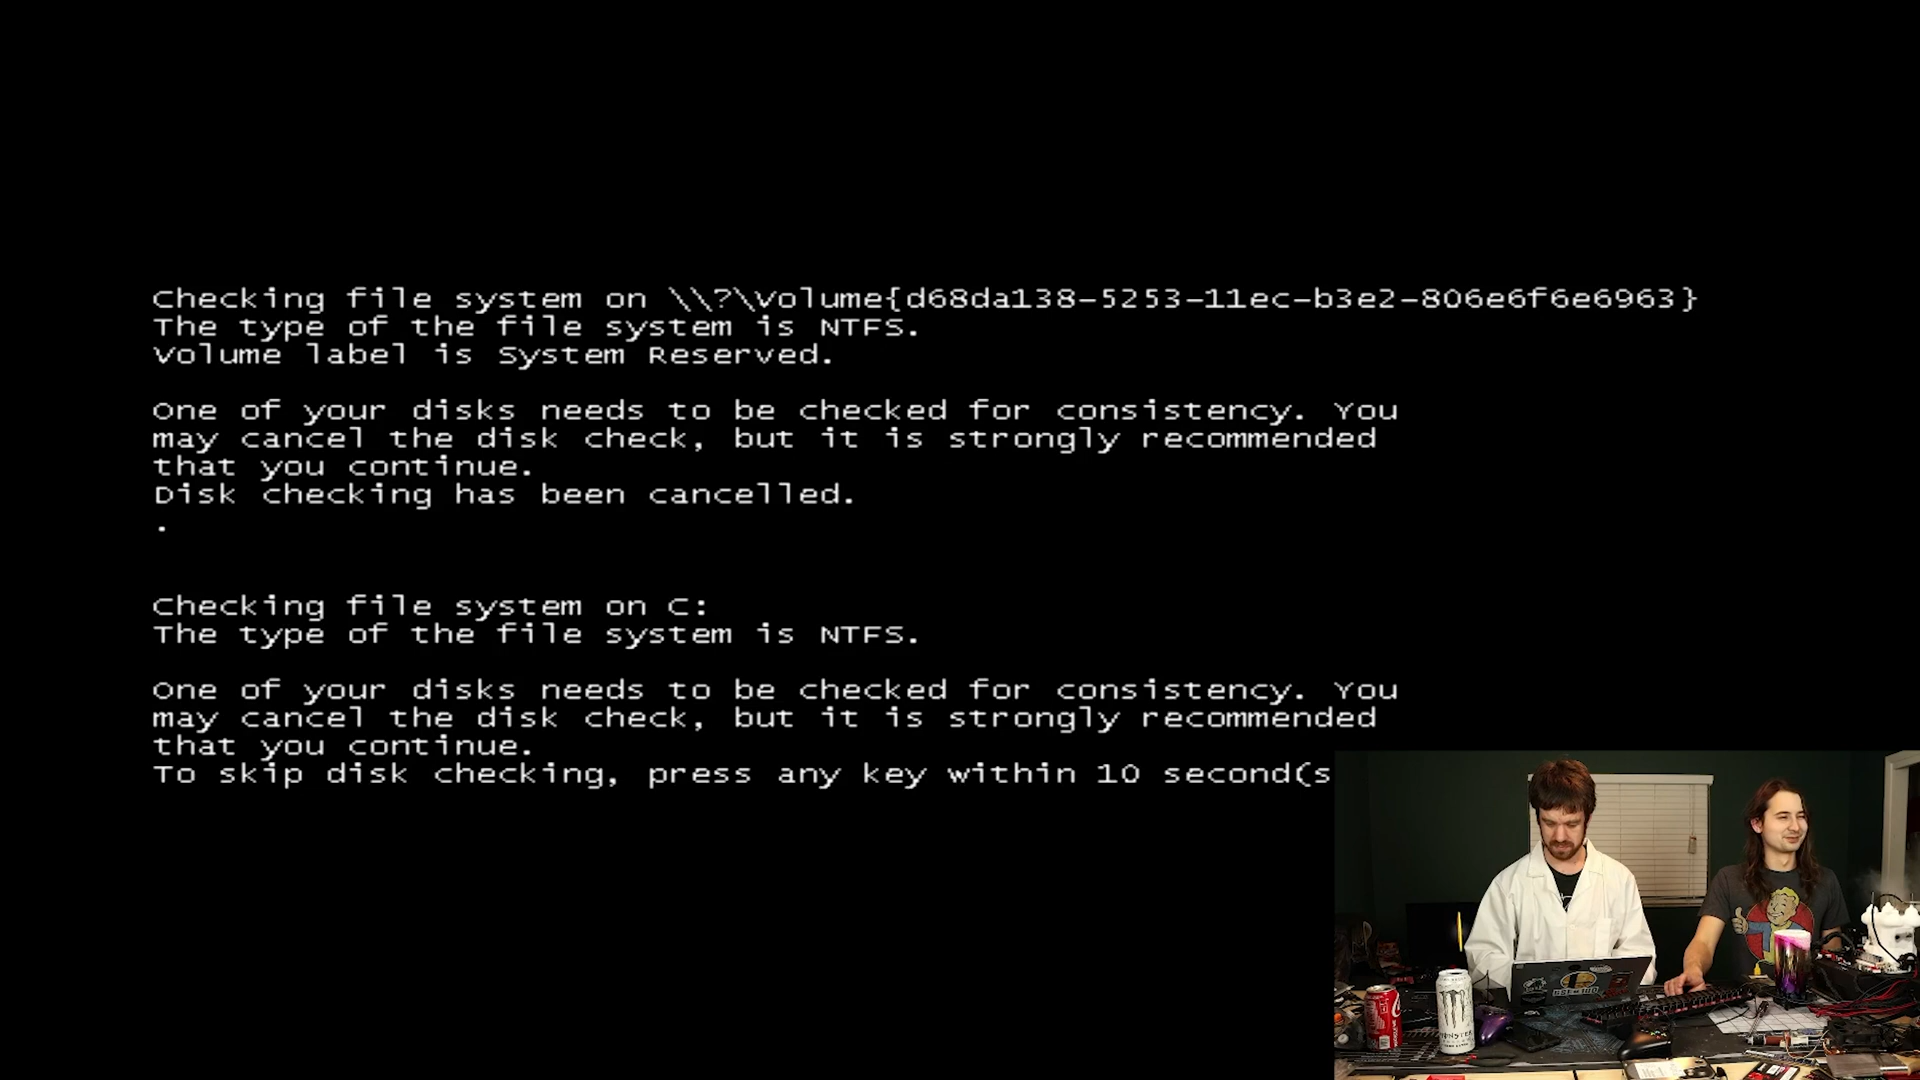 Checking file system on \\?\Volume{d68da138-5253-11ec-b3e2-806e6f6e6963}
The type of the file system is NTFS.
Volume label is System Reserved.
One of your disks needs to be checked for consistency. You
may cancel the disk check, but it is strongly recommended
that you continue.
Disk checking has been cancelled.
.
Checking file system on C:
The type of the file system is NTFS.
One of your disks needs to be checked for consistency. You
may cancel the disk check, but it is strongly recommended
that you continue.
To skip disk checking, press any key within 10 second(s
MONSTER